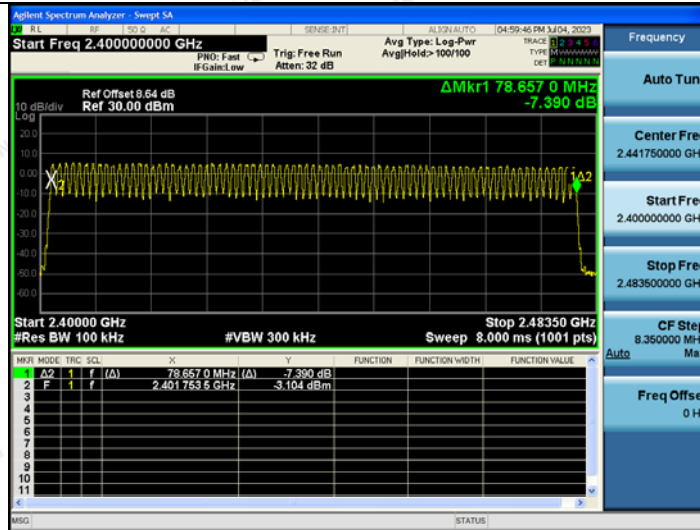 Agilent Spectrum Analyzer - Swept SA
RL RF 50 Ω AC SENSE:INT ALIGN AUTO 04:59:46 PM Jul 04, 2023
Start Freq 2.400000000 GHz
PNO: Fast
IFGain:Low
Trig: Free Run
Atten: 32 dB
Avg Type: Log-Pwr
Avg|Hold:> 100/100
TRACE 1 2 3 4 5 6
TYPE M
DET P N N N N N
Ref Offset 8.64 dB
Ref 30.00 dBm
10 dB/div
Log
ΔMkr1 78.657 0 MHz
-7.390 dB
20.0
10.0
0.00
-10.0
-20.0
-30.0
-40.0
-50.0
-60.0
2
1Δ2
Start 2.40000 GHz Stop 2.48350 GHz
#Res BW 100 kHz #VBW 300 kHz Sweep 8.000 ms (1001 pts)
MKR MODE TRC SCL X Y FUNCTION FUNCTION WIDTH FUNCTION VALUE
1 Δ2 1 f (Δ) 78.657 0 MHz (Δ) -7.390 dB
2 F 1 f 2.401 753 5 GHz -3.104 dBm
3
4
5
6
7
8
9
10
11
MSG STATUS
Frequency
Auto Tun
Center Fre
2.441750000 GH
Start Fre
2.400000000 GH
Stop Fre
2.483500000 GH
CF Step
8.350000 MH
Auto Ma
Freq Offse
0 H